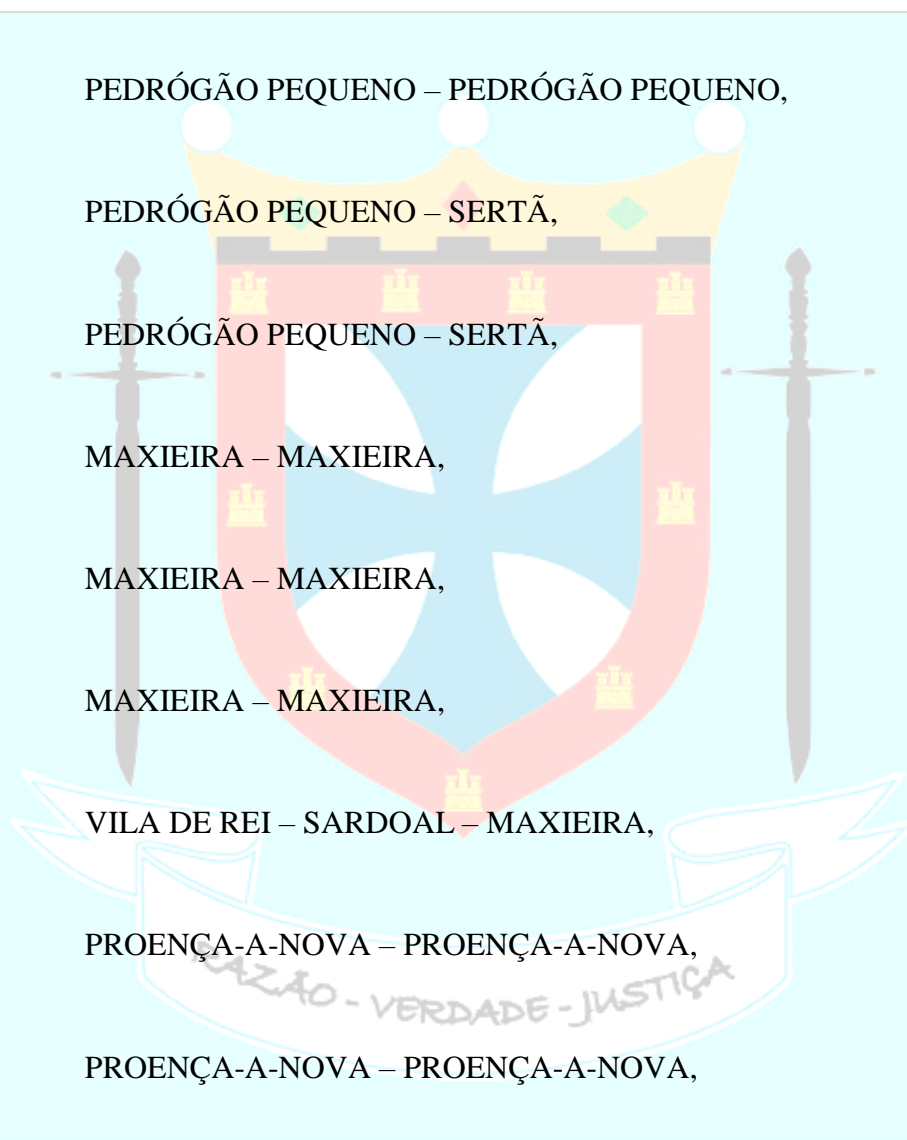 PEDRÓGÃO PEQUENO – PEDRÓGÃO PEQUENO,
PEDRÓGÃO PEQUENO – SERTÃ,
PEDRÓGÃO PEQUENO – SERTÃ,
MAXIEIRA – MAXIEIRA,
MAXIEIRA – MAXIEIRA,
MAXIEIRA – MAXIEIRA,
VILA DE REI – SARDOAL – MAXIEIRA,
PROENÇA-A-NOVA – PROENÇA-A-NOVA,
RAZÃO - VERDADE - JUSTIÇA
PROENÇA-A-NOVA – PROENÇA-A-NOVA,